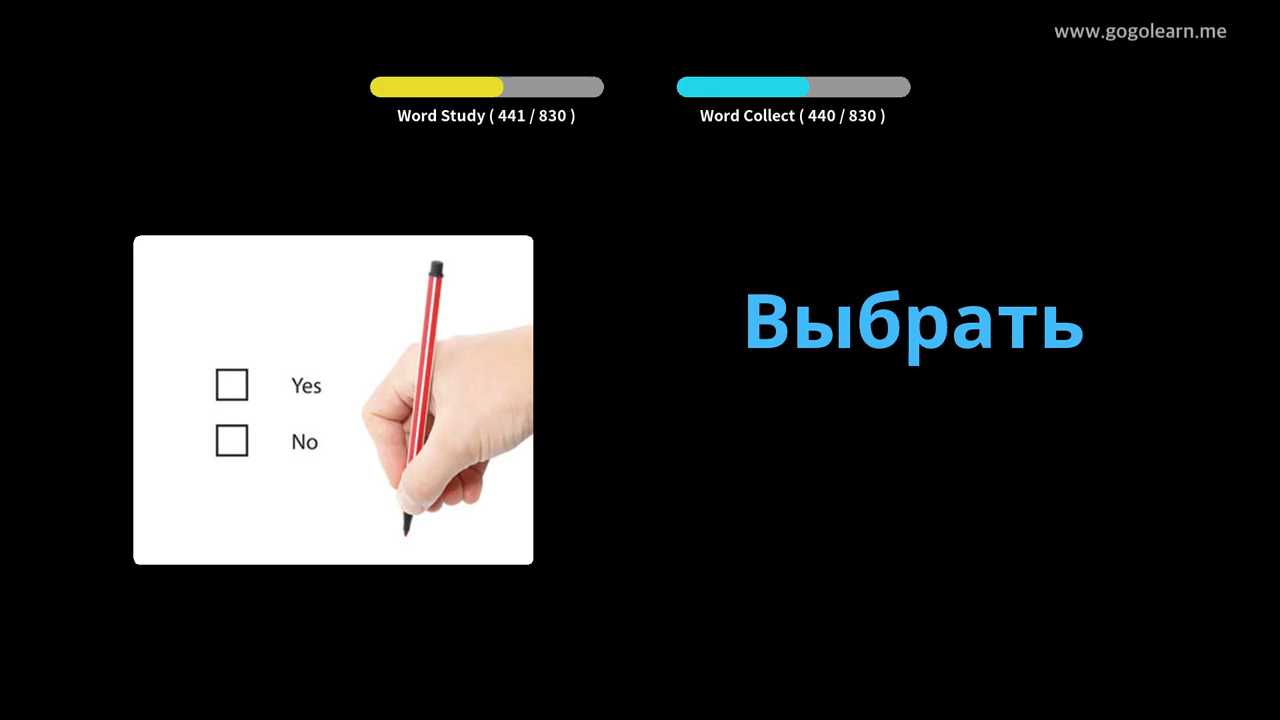 www.gogolearn.me
Word Study ( 441 / 830 )
Word Collect ( 440 / 830 )
Выбрать
Yes
No